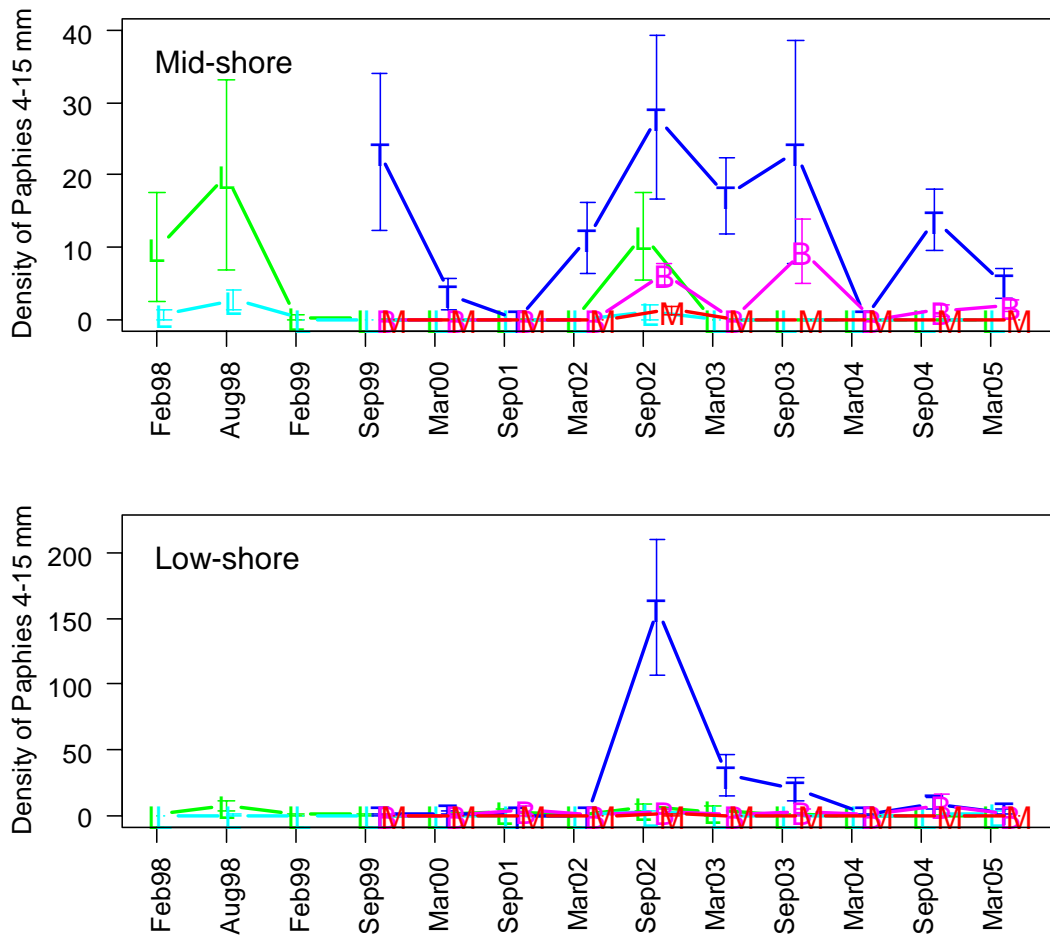 Mid-shore
Density of Paphies 4-15 mm
40
30
20
10
0
L L L L L L L L L L L L L
L L L L L L L L L L L L L
T T T T T T T T T T
B B B B B B B B B B
M M M M M M M M M M
Feb98 Aug98 Feb99 Sep99 Mar00 Sep01 Mar02 Sep02 Mar03 Sep03 Mar04 Sep04 Mar05
Low-shore
Density of Paphies 4-15 mm
200
150
100
50
0
L L L L L L L L L L L L L
L L L L L L L L L L L L L
T T T T T T T T T T
B B B B B B B B B B
M M M M M M M M M M
Feb98 Aug98 Feb99 Sep99 Mar00 Sep01 Mar02 Sep02 Mar03 Sep03 Mar04 Sep04 Mar05